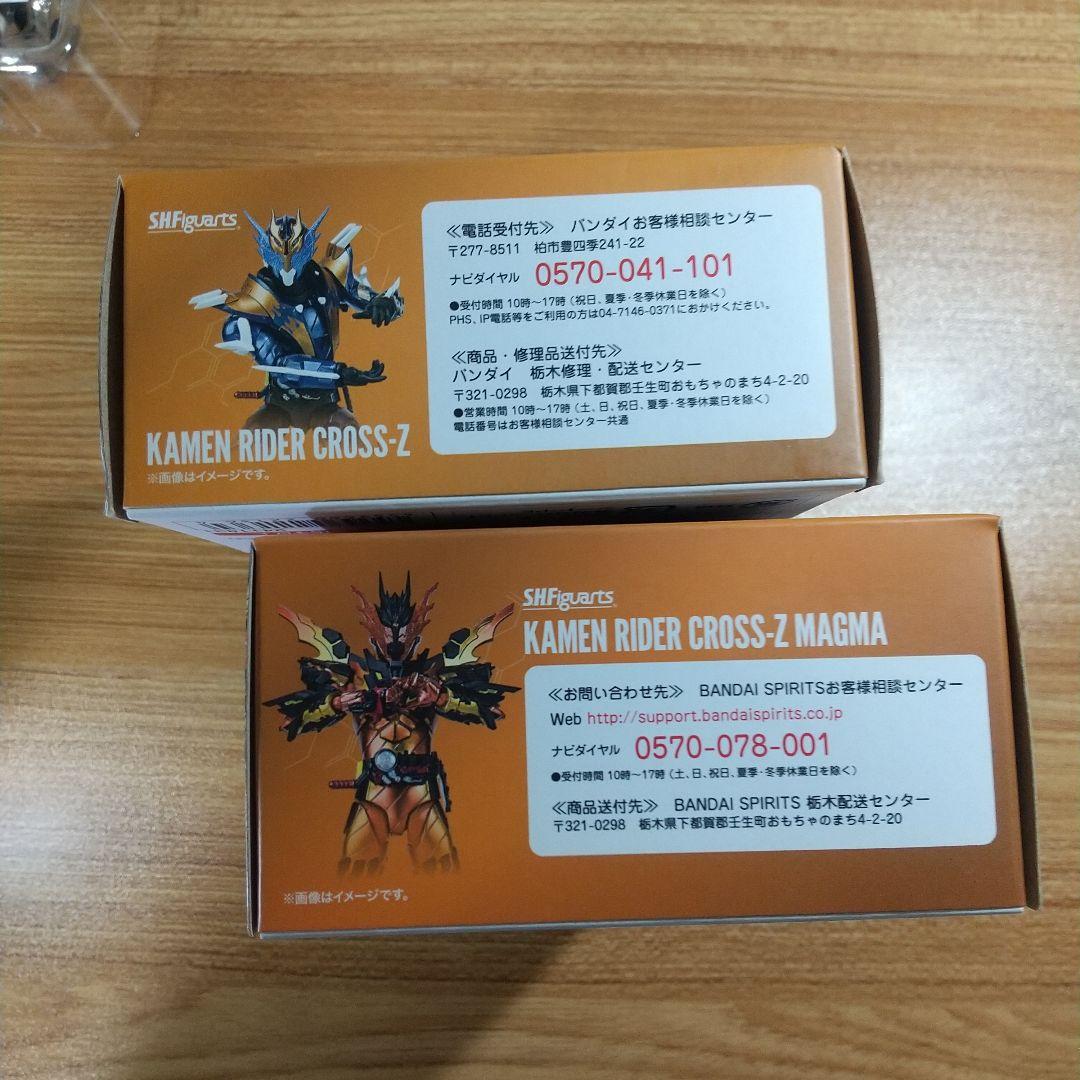 S.H.Figuarts
KAMEN RIDER CROSS-Z
※画像はイメージです。
≪電話受付先≫ バンダイお客様相談センター
〒277-8511 柏市豊四季241-22
ナビダイヤル 0570-041-101
●受付時間 10時〜17時（祝日、夏季・冬季休業日を除く）
PHS、IP電話等をご利用の方は04-7146-0371におかけください。
≪商品・修理品送付先≫
バンダイ 栃木修理・配送センター
〒321-0298 栃木県下都賀郡壬生町おもちゃのまち4-2-20
●営業時間 10時〜17時（土、日、祝日、夏季・冬季休業日を除く）
電話番号はお客様相談センター共通
S.H.Figuarts
KAMEN RIDER CROSS-Z MAGMA
≪お問い合わせ先≫ BANDAI SPIRITSお客様相談センター
Web http://support.bandaispirits.co.jp
ナビダイヤル 0570-078-001
●受付時間 10時〜17時（土、日、祝日、夏季・冬季休業日を除く）
≪商品送付先≫ BANDAI SPIRITS 栃木配送センター
〒321-0298 栃木県下都賀郡壬生町おもちゃのまち4-2-20
※画像はイメージです。